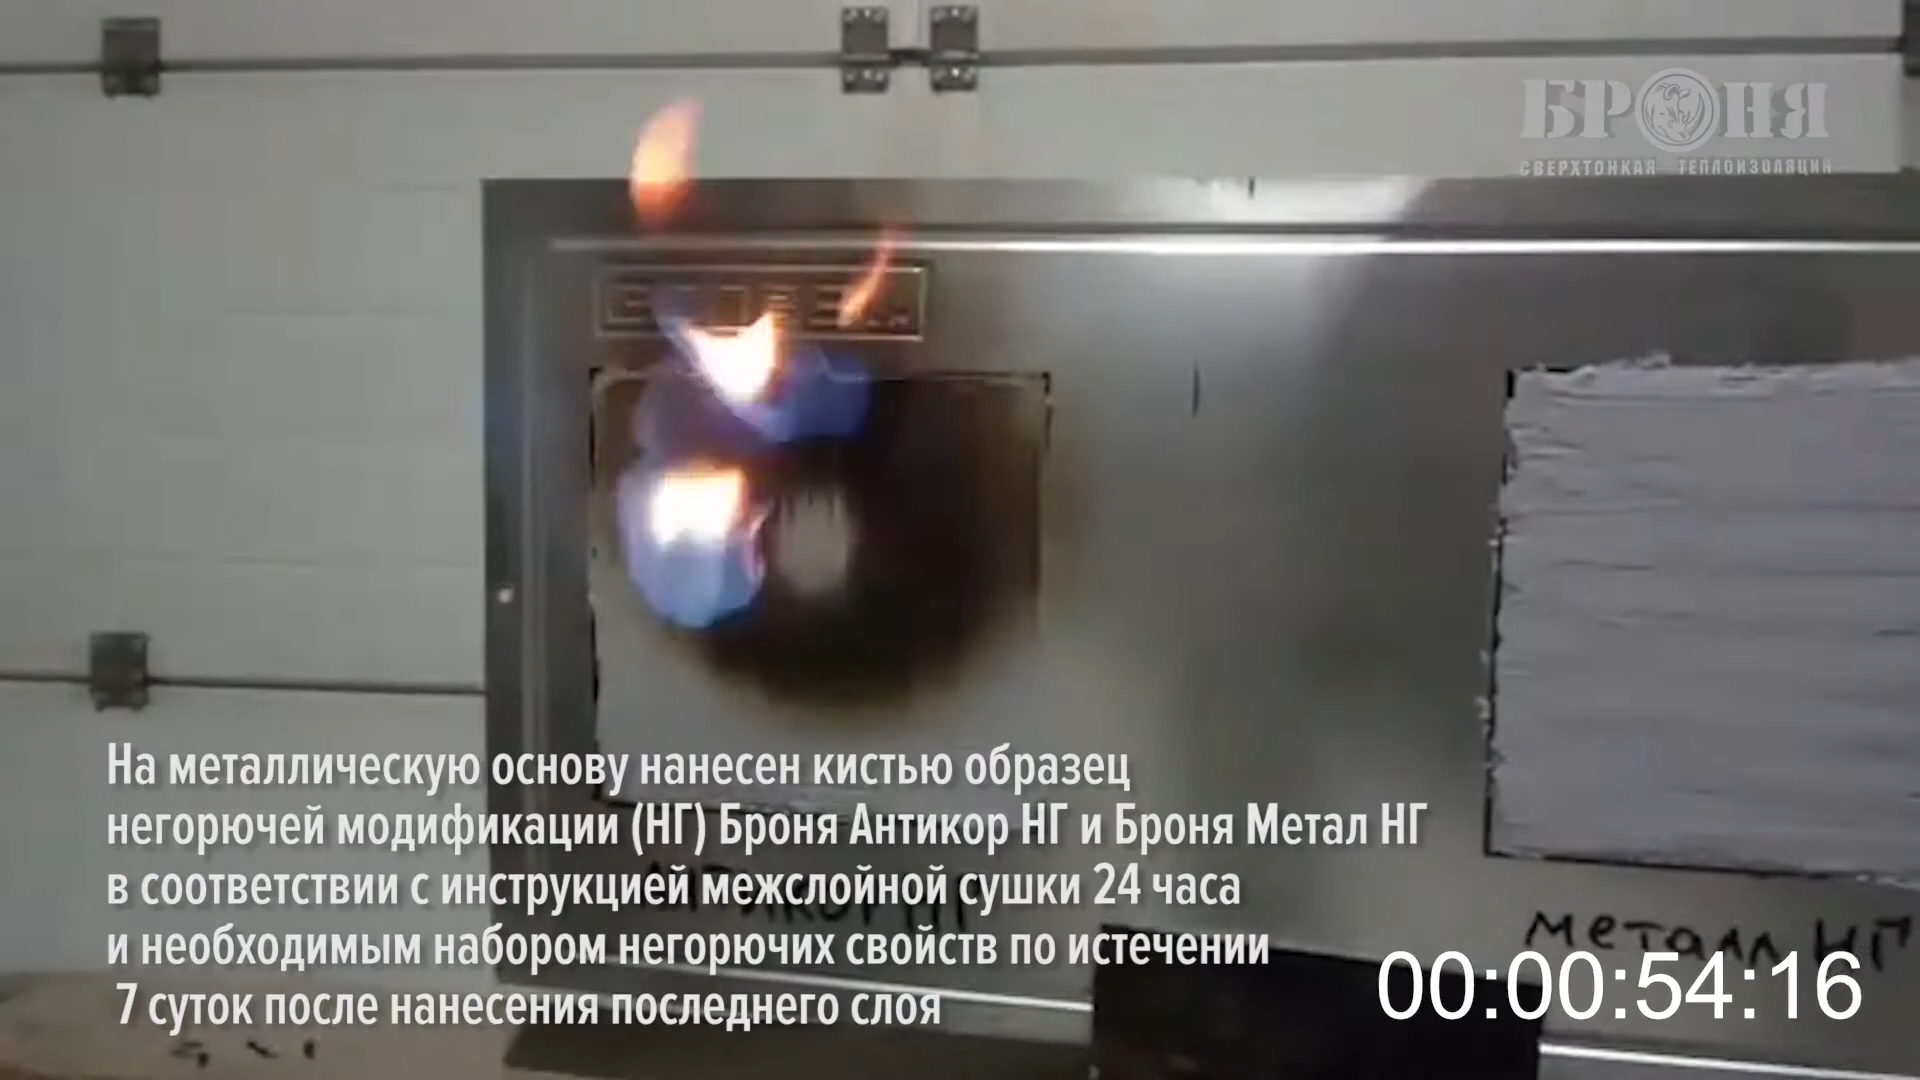 БРОНЯ
СВЕРХТОНКАЯ ТЕПЛОИЗОЛЯЦИЯ
На металлическую основу нанесен кистью образец
негорючей модификации (НГ) Броня Антикор НГ и Броня Метал НГ
в соответствии с инструкцией межслойной сушки 24 часа
и необходимым набором негорючих свойств по истечении
7 суток после нанесения последнего слоя
металл НГ
00:00:54:16